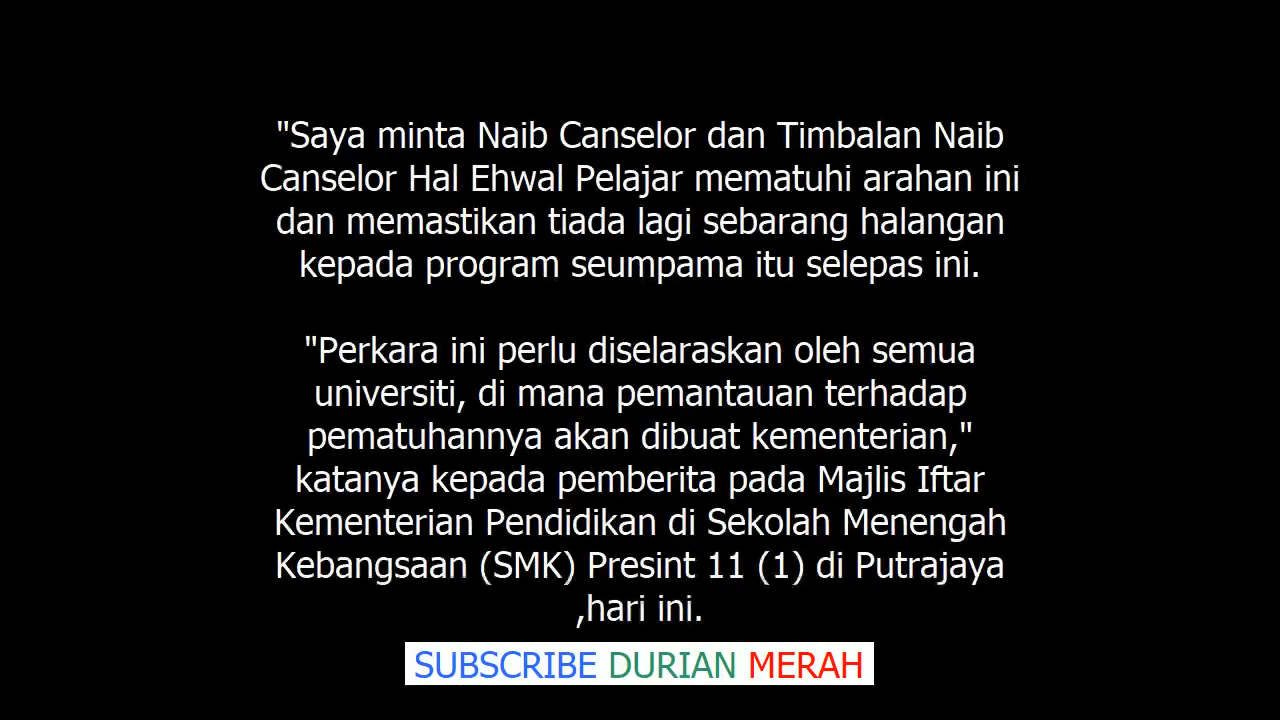 "Saya minta Naib Canselor dan Timbalan Naib
Canselor Hal Ehwal Pelajar mematuhi arahan ini
dan memastikan tiada lagi sebarang halangan
kepada program seumpama itu selepas ini.
"Perkara ini perlu diselaraskan oleh semua
universiti, di mana pemantauan terhadap
pematuhannya akan dibuat kementerian,"
katanya kepada pemberita pada Majlis Iftar
Kementerian Pendidikan di Sekolah Menengah
Kebangsaan (SMK) Presint 11 (1) di Putrajaya
,hari ini.
SUBSCRIBE DURIAN MERAH